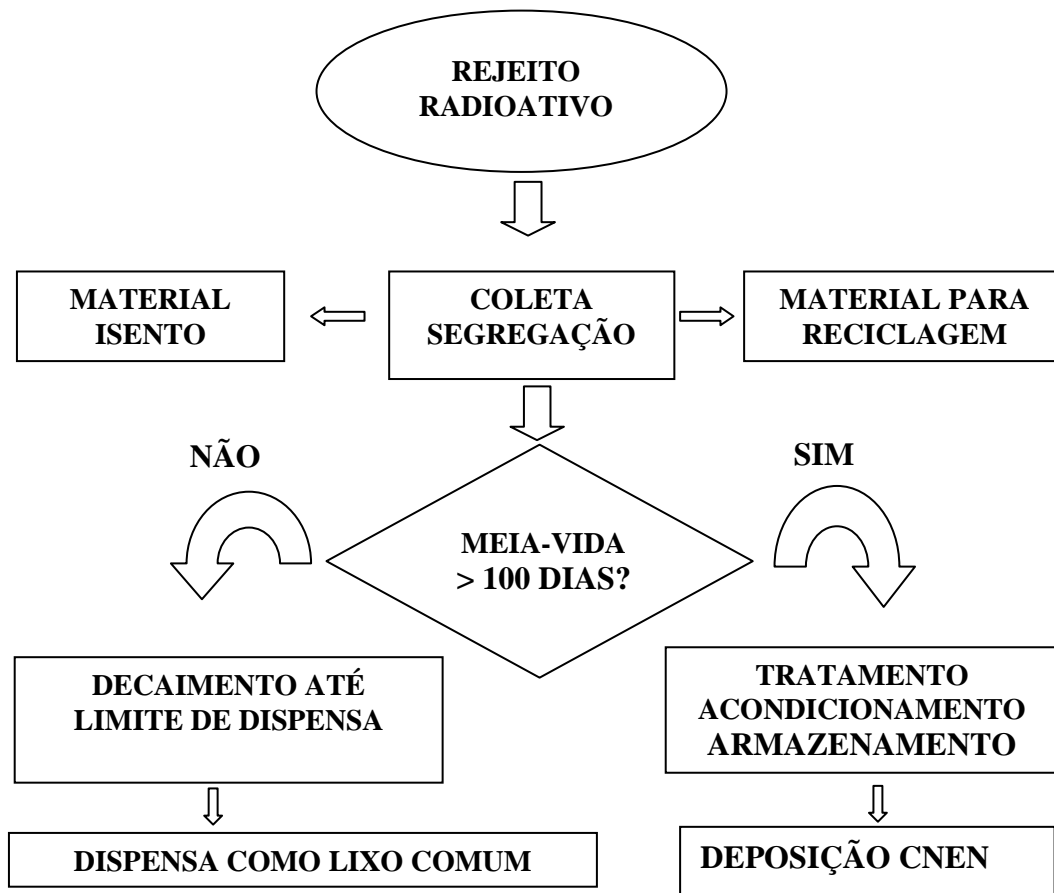 REJEITO
RADIOATIVO
MATERIAL
ISENTO
COLETA
SEGREGAÇÃO
MATERIAL PARA
RECICLAGEM
NÃO
SIM
MEIA-VIDA
> 100 DIAS?
DECAIMENTO ATÉ
LIMITE DE DISPENSA
TRATAMENTO
ACONDICIONAMENTO
ARMAZENAMENTO
DISPENSA COMO LIXO COMUM
DEPOSIÇÃO CNEN